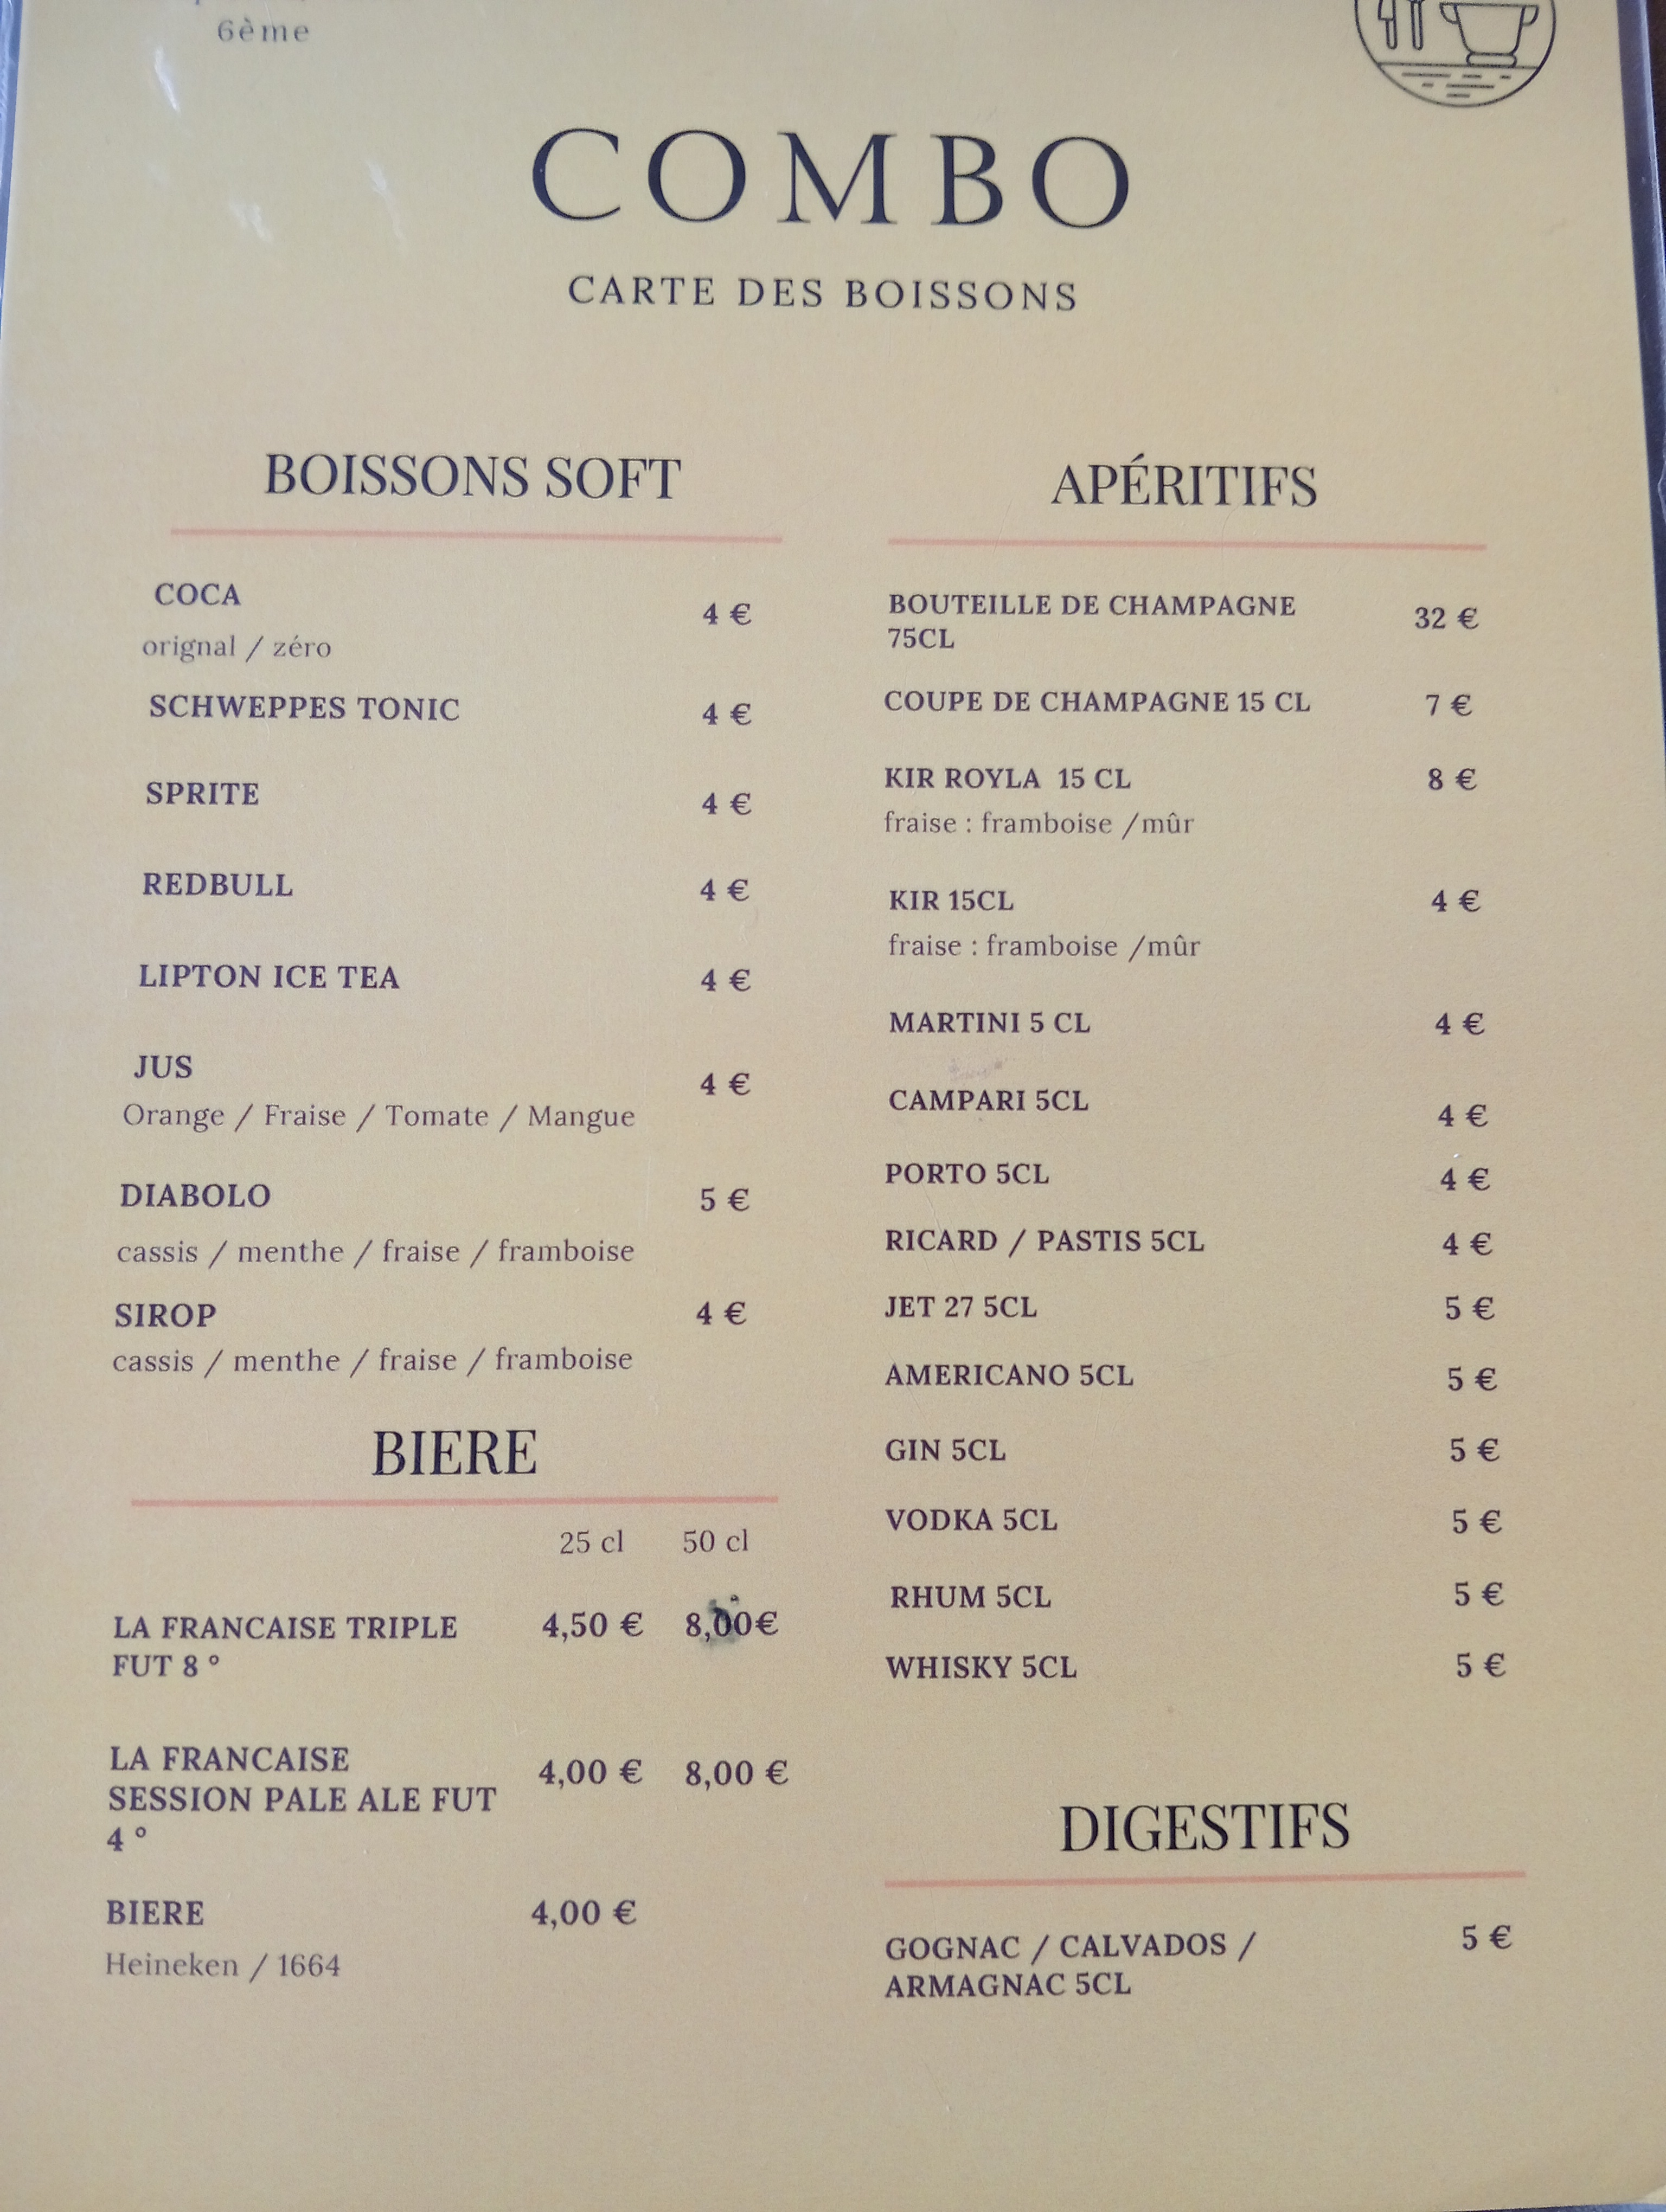 6ème
COMBO
CARTE DES BOISSONS
BOISSONS SOFT
COCA 4 €
orignal / zéro
SCHWEPPES TONIC 4 €
SPRITE 4 €
REDBULL 4 €
LIPTON ICE TEA 4 €
JUS 4 €
Orange / Fraise / Tomate / Mangue
DIABOLO 5 €
cassis / menthe / fraise / framboise
SIROP 4 €
cassis / menthe / fraise / framboise
BIERE
25 cl 50 cl
LA FRANCAISE TRIPLE 4,50 € 8,00€
FUT 8 °
LA FRANCAISE
SESSION PALE ALE FUT 4,00 € 8,00 €
4 °
BIERE 4,00 €
Heineken / 1664
APÉRITIFS
BOUTEILLE DE CHAMPAGNE 32 €
75CL
COUPE DE CHAMPAGNE 15 CL 7 €
KIR ROYLA 15 CL 8 €
fraise : framboise /mûr
KIR 15CL 4 €
fraise : framboise /mûr
MARTINI 5 CL 4 €
CAMPARI 5CL 4 €
PORTO 5CL 4 €
RICARD / PASTIS 5CL 4 €
JET 27 5CL 5 €
AMERICANO 5CL 5 €
GIN 5CL 5 €
VODKA 5CL 5 €
RHUM 5CL 5 €
WHISKY 5CL 5 €
DIGESTIFS
GOGNAC / CALVADOS / 5 €
ARMAGNAC 5CL